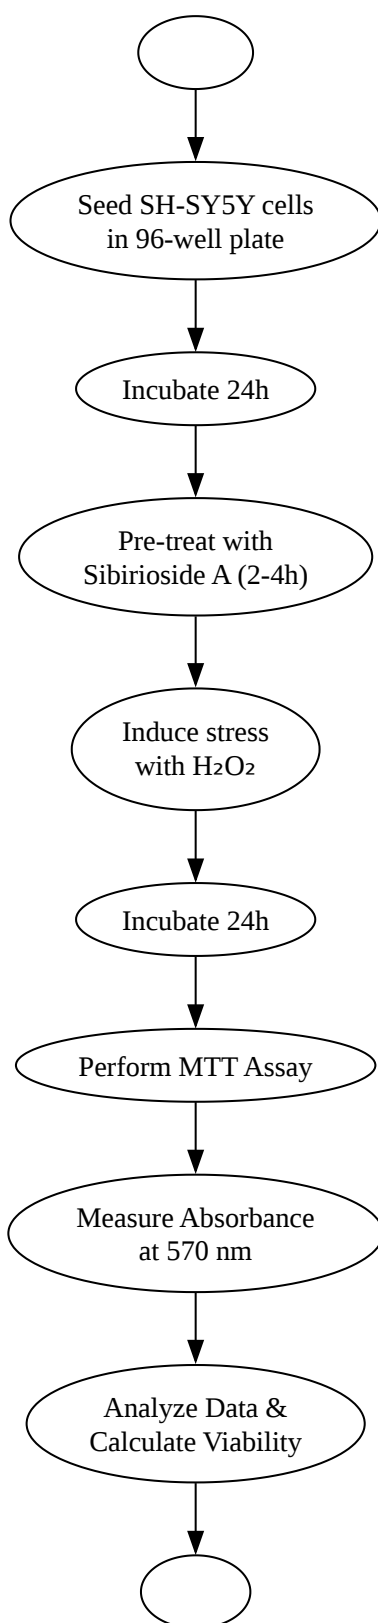 Seed SH-SY5Y cells
in 96-well plate
Incubate 24h
Pre-treat with
Sibirioside A (2-4h)
Induce stress
with H₂O₂
Incubate 24h
Perform MTT Assay
Measure Absorbance
at 570 nm
Analyze Data &
Calculate Viability